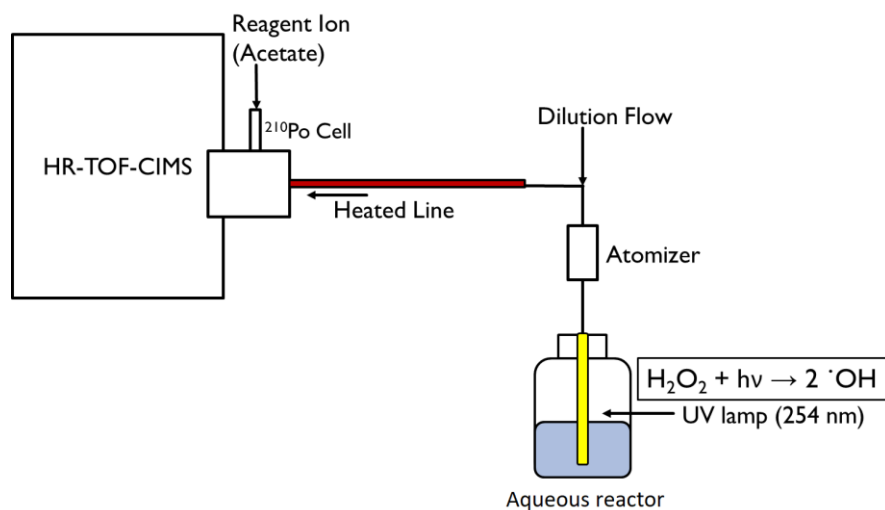 Reagent Ion
(Acetate)
²¹⁰Po Cell
Dilution Flow
HR-TOF-CIMS
Heated Line
Atomizer
H₂O₂ + hν → 2 ˙OH
UV lamp (254 nm)
Aqueous reactor